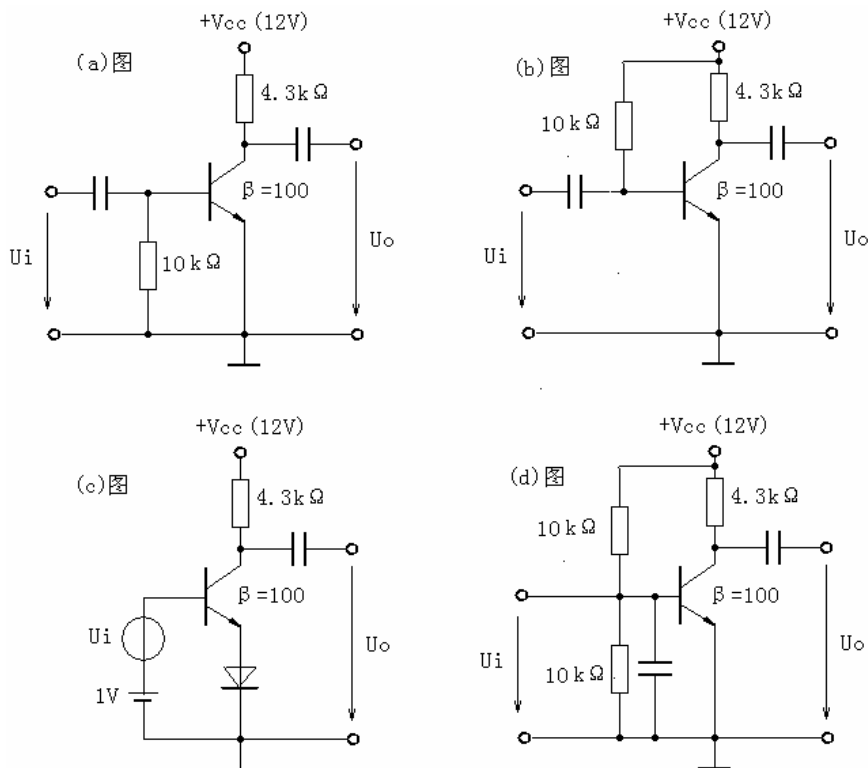 +Vcc (12V)
(a)图
4.3kΩ
β=100
Ui
10kΩ
Uo
+Vcc (12V)
(b)图
4.3kΩ
10kΩ
β=100
Ui
Uo
+Vcc (12V)
(c)图
4.3kΩ
β=100
Ui
Uo
1V
+Vcc (12V)
(d)图
4.3kΩ
10kΩ
β=100
Ui
10kΩ
Uo